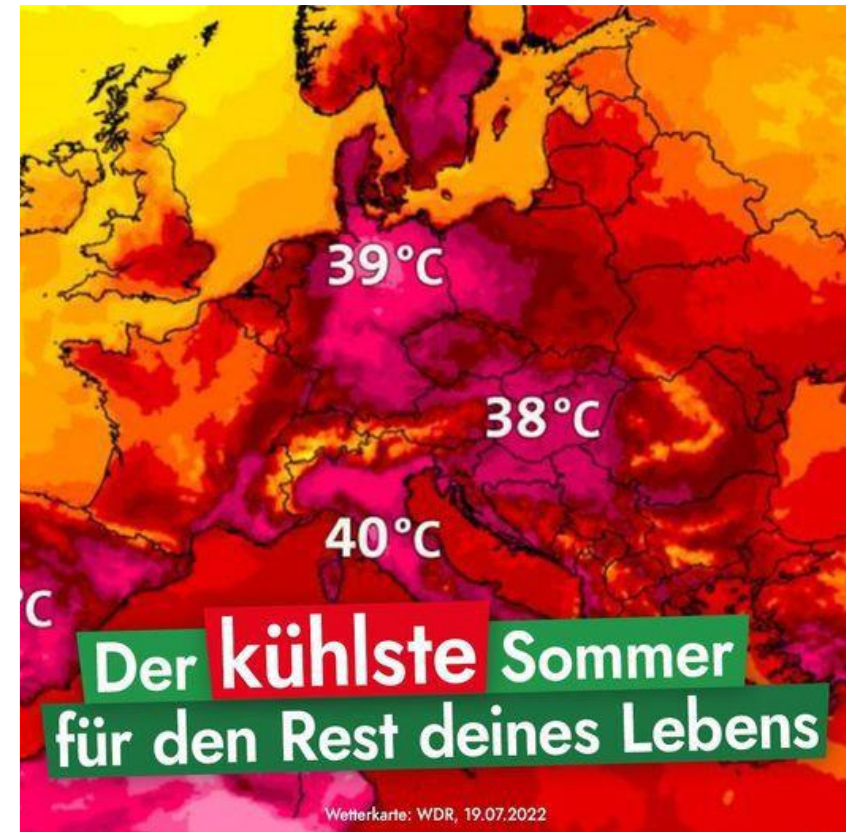 39°C
38°C
40°C
°C
Der kühlste Sommer
für den Rest deines Lebens
Wetterkarte: WDR, 19.07.2022